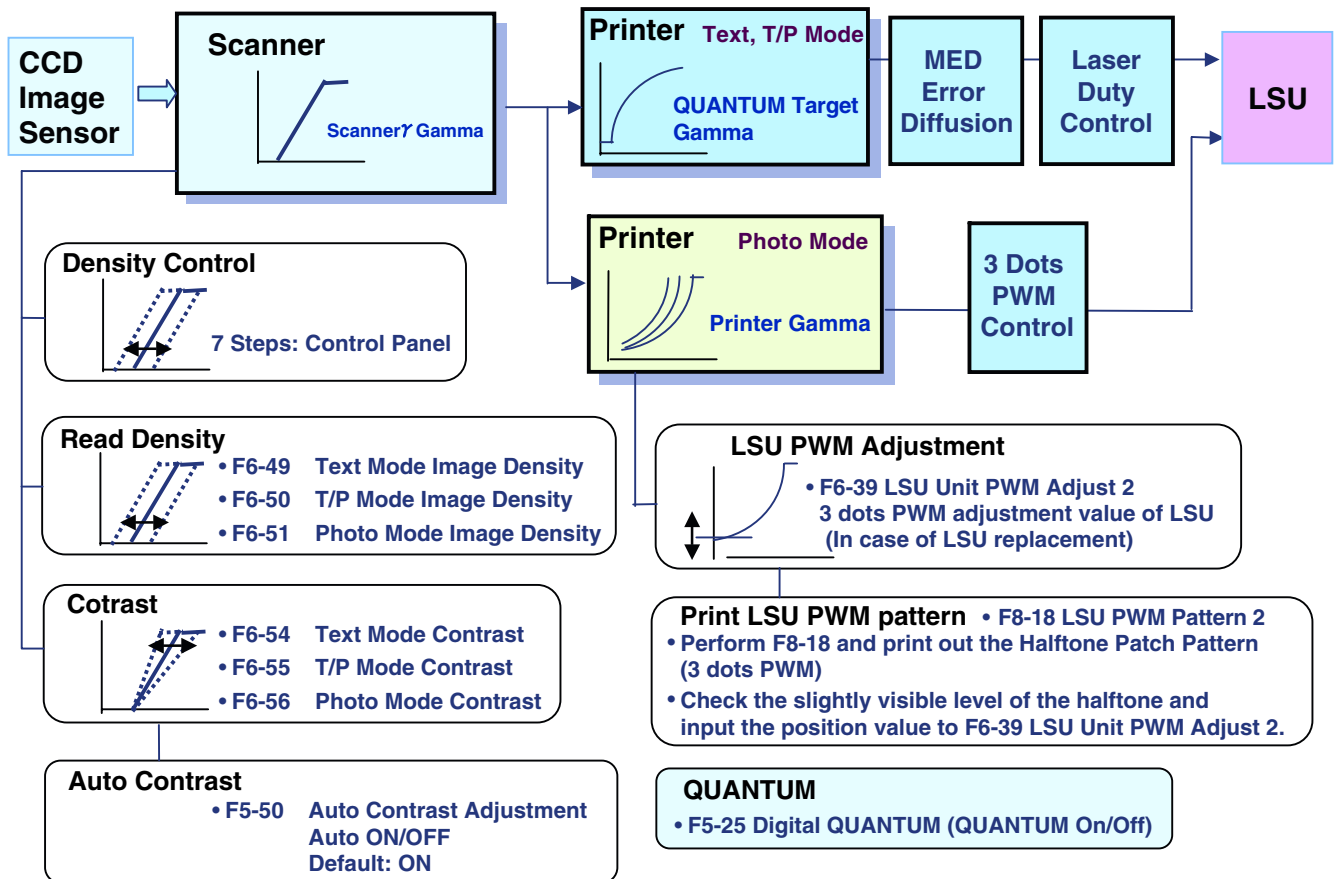 CCD
Image
Sensor
Scanner
Scannerγ Gamma
Printer Text, T/P Mode
QUANTUM Target
Gamma
MED
Error
Diffusion
Laser
Duty
Control
LSU
Printer Photo Mode
Printer Gamma
3 Dots
PWM
Control
Density Control
7 Steps: Control Panel
Read Density
• F6-49 Text Mode Image Density
• F6-50 T/P Mode Image Density
• F6-51 Photo Mode Image Density
Cotrast
• F6-54 Text Mode Contrast
• F6-55 T/P Mode Contrast
• F6-56 Photo Mode Contrast
Auto Contrast
• F5-50 Auto Contrast Adjustment
Auto ON/OFF
Default: ON
LSU PWM Adjustment
• F6-39 LSU Unit PWM Adjust 2
3 dots PWM adjustment value of LSU
(In case of LSU replacement)
Print LSU PWM pattern • F8-18 LSU PWM Pattern 2
• Perform F8-18 and print out the Halftone Patch Pattern
(3 dots PWM)
• Check the slightly visible level of the halftone and
input the position value to F6-39 LSU Unit PWM Adjust 2.
QUANTUM
• F5-25 Digital QUANTUM (QUANTUM On/Off)